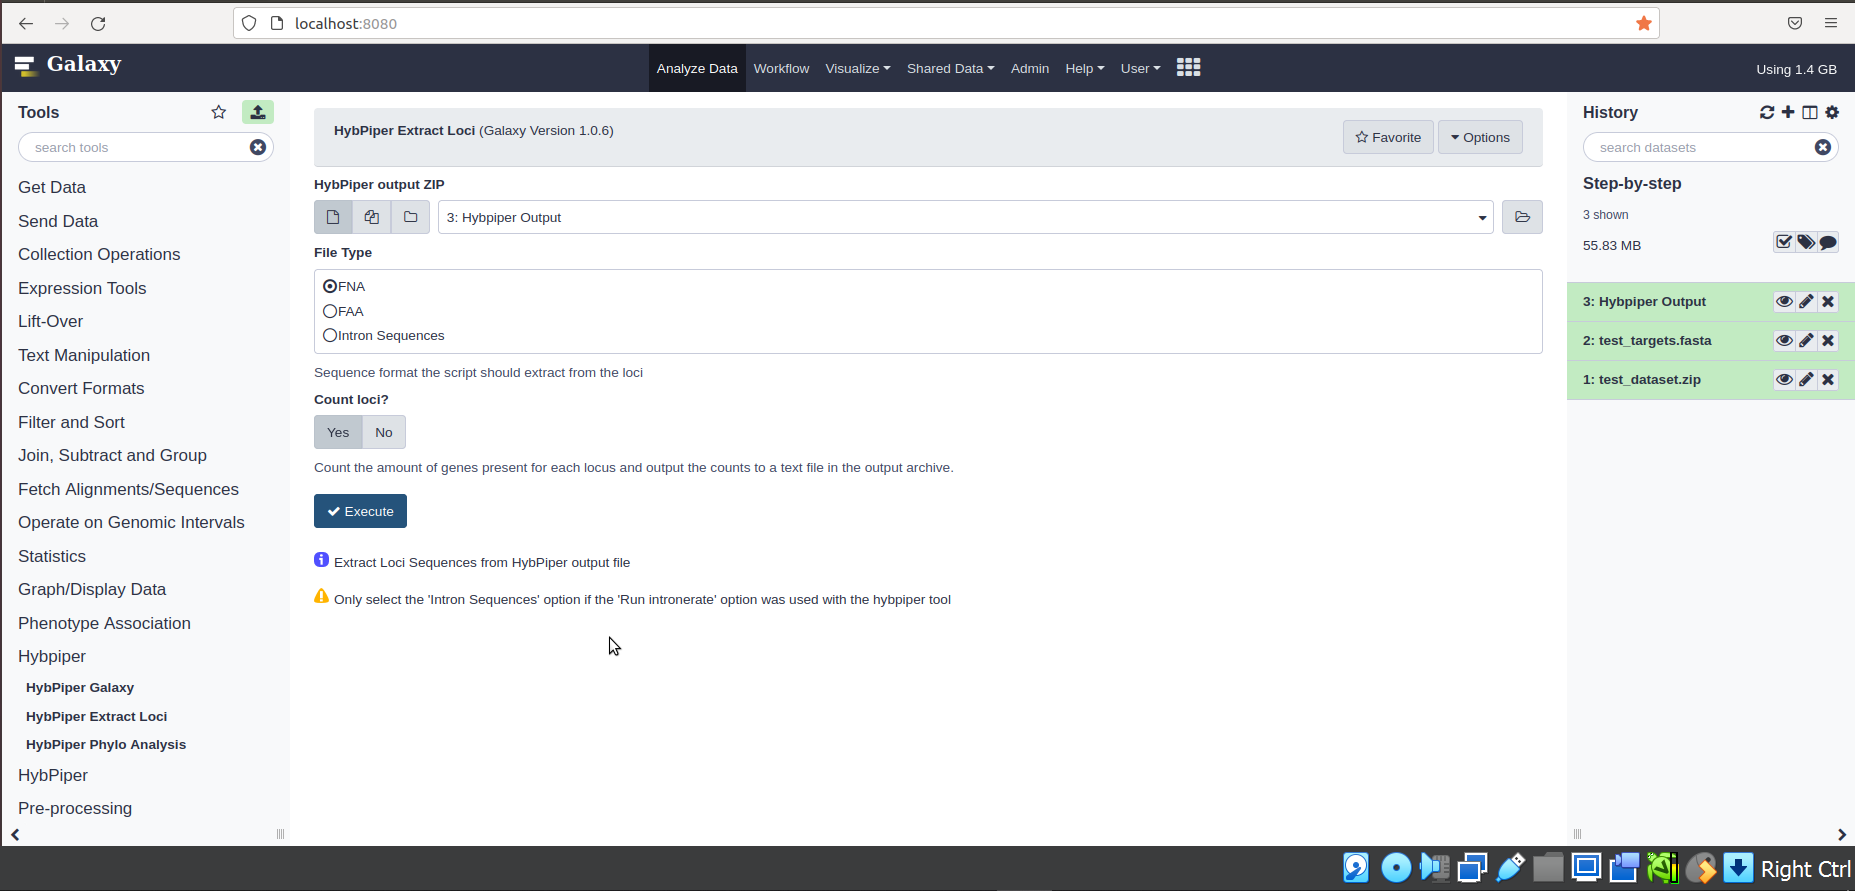 localhost:8080
Galaxy
Analyze Data Workflow Visualize Shared Data Admin Help User
Using 1.4 GB
Tools
search tools
Get Data
Send Data
Collection Operations
Expression Tools
Lift-Over
Text Manipulation
Convert Formats
Filter and Sort
Join, Subtract and Group
Fetch Alignments/Sequences
Operate on Genomic Intervals
Statistics
Graph/Display Data
Phenotype Association
Hybpiper
HybPiper Galaxy
HybPiper Extract Loci
HybPiper Phylo Analysis
HybPiper
Pre-processing
HybPiper Extract Loci (Galaxy Version 1.0.6)
Favorite
Options
HybPiper output ZIP
3: Hybpiper Output
File Type
FNA
FAA
Intron Sequences
Sequence format the script should extract from the loci
Count loci?
Yes No
Count the amount of genes present for each locus and output the counts to a text file in the output archive.
Execute
Extract Loci Sequences from HybPiper output file
Only select the 'Intron Sequences' option if the 'Run intronerate' option was used with the hybpiper tool
History
search datasets
Step-by-step
3 shown
55.83 MB
3: Hybpiper Output
2: test_targets.fasta
1: test_dataset.zip
Right Ctrl